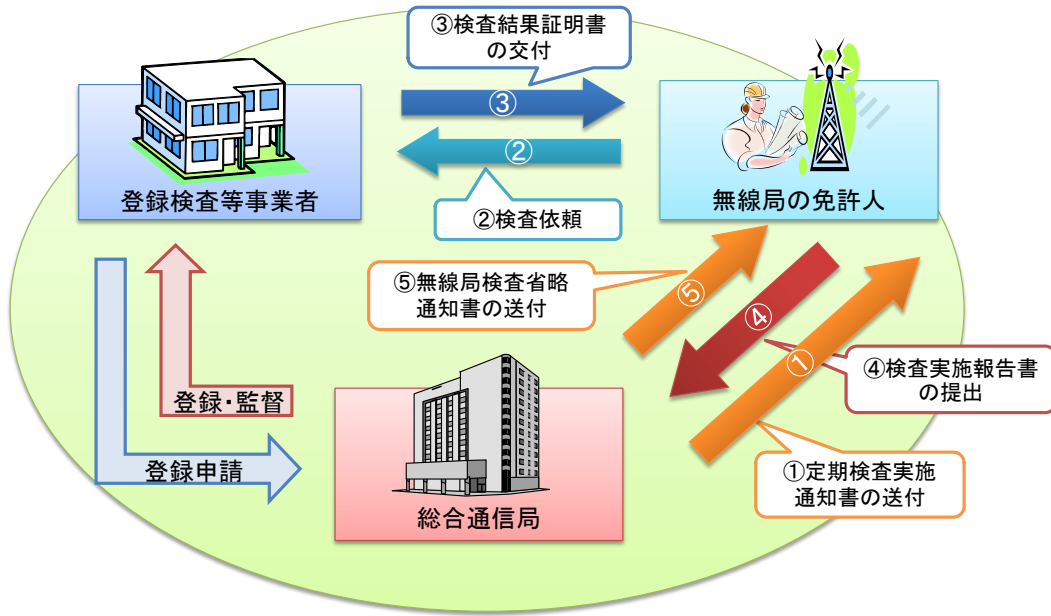 ③検査結果証明書
の交付
③
②
登録検査等事業者
②検査依頼
無線局の免許人
⑤無線局検査省略
通知書の送付
⑤
④
①
④検査実施報告書
の提出
登録・監督
登録申請
総合通信局
①定期検査実施
通知書の送付